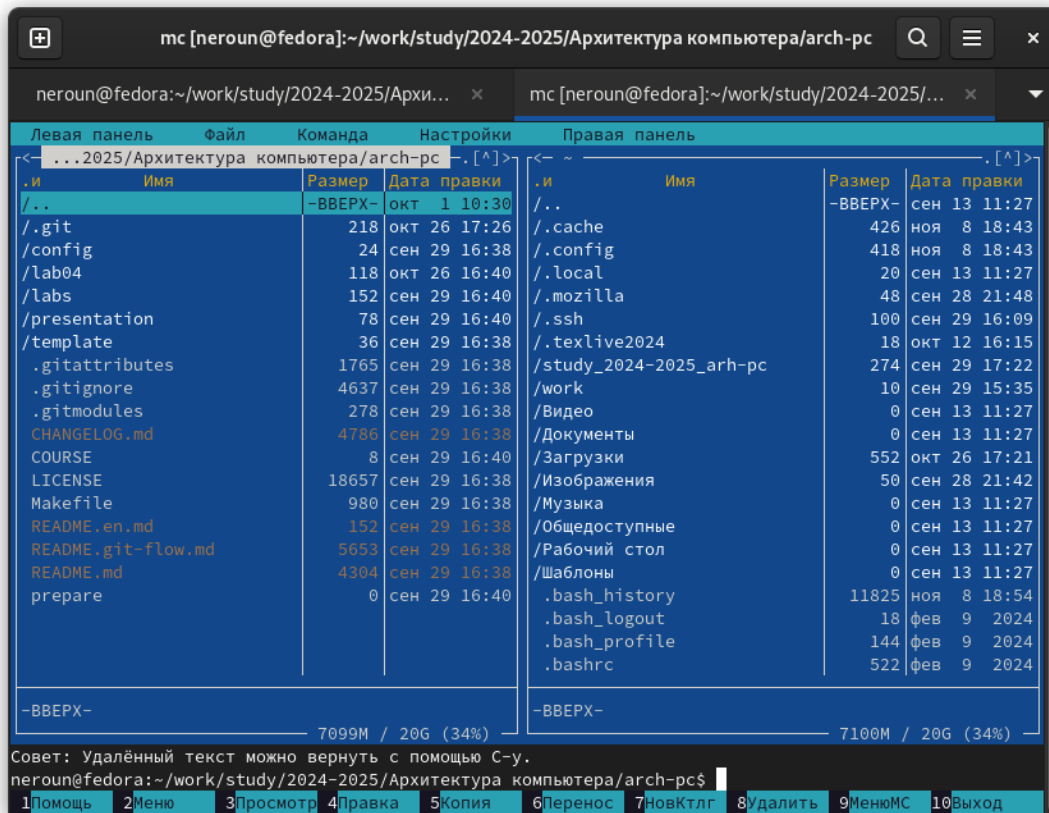 mc [neroun@fedora]:~/work/study/2024-2025/Архитектура компьютера/arch-pc
neroun@fedora:~/work/study/2024-2025/Архи... × mc [neroun@fedora]:~/work/study/2024-2025/... ×
Левая панель Файл Команда Настройки Правая панель
<— ...2025/Архитектура компьютера/arch-pc —.[^]> <— ~ —.[^]>
.и Имя Размер Дата правки .и Имя Размер Дата правки
/.. -ВВЕРХ- окт 1 10:30 /.. -ВВЕРХ- сен 13 11:27
/.git 218 окт 26 17:26 /.cache 426 ноя 8 18:43
/config 24 сен 29 16:38 /.config 418 ноя 8 18:43
/lab04 118 окт 26 16:40 /.local 20 сен 13 11:27
/labs 152 сен 29 16:40 /.mozilla 48 сен 28 21:48
/presentation 78 сен 29 16:40 /.ssh 100 сен 29 16:09
/template 36 сен 29 16:38 /.texlive2024 18 окт 12 16:15
.gitattributes 1765 сен 29 16:38 /study_2024-2025_arh-pc 274 сен 29 17:22
.gitignore 4637 сен 29 16:38 /work 10 сен 29 15:35
.gitmodules 278 сен 29 16:38 /Видео 0 сен 13 11:27
CHANGELOG.md 4786 сен 29 16:38 /Документы 0 сен 13 11:27
COURSE 8 сен 29 16:40 /Загрузки 552 окт 26 17:21
LICENSE 18657 сен 29 16:38 /Изображения 50 сен 28 21:42
Makefile 980 сен 29 16:38 /Музыка 0 сен 13 11:27
README.en.md 152 сен 29 16:38 /Общедоступные 0 сен 13 11:27
README.git-flow.md 5653 сен 29 16:38 /Рабочий стол 0 сен 13 11:27
README.md 4304 сен 29 16:38 /Шаблоны 0 сен 13 11:27
prepare 0 сен 29 16:40 .bash_history 11825 ноя 8 18:54
.bash_logout 18 фев 9 2024
.bash_profile 144 фев 9 2024
.bashrc 522 фев 9 2024
-ВВЕРХ- -ВВЕРХ-
7099M / 20G (34%) 7100M / 20G (34%)
Совет: Удалённый текст можно вернуть с помощью C-y.
neroun@fedora:~/work/study/2024-2025/Архитектура компьютера/arch-pc$
1Помощь 2Меню 3Просмотр 4Правка 5Копия 6Перенос 7НовКтлг 8Удалить 9МенюMC 10Выход